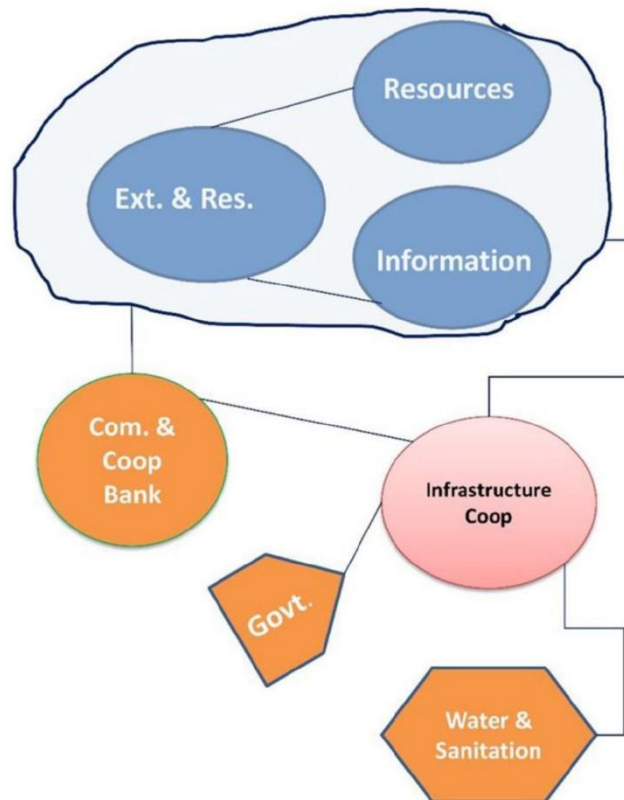 Resources
Ext. & Res.
Information
Com. &
Coop
Bank
Infrastructure
Coop
Govt.
Water &
Sanitation